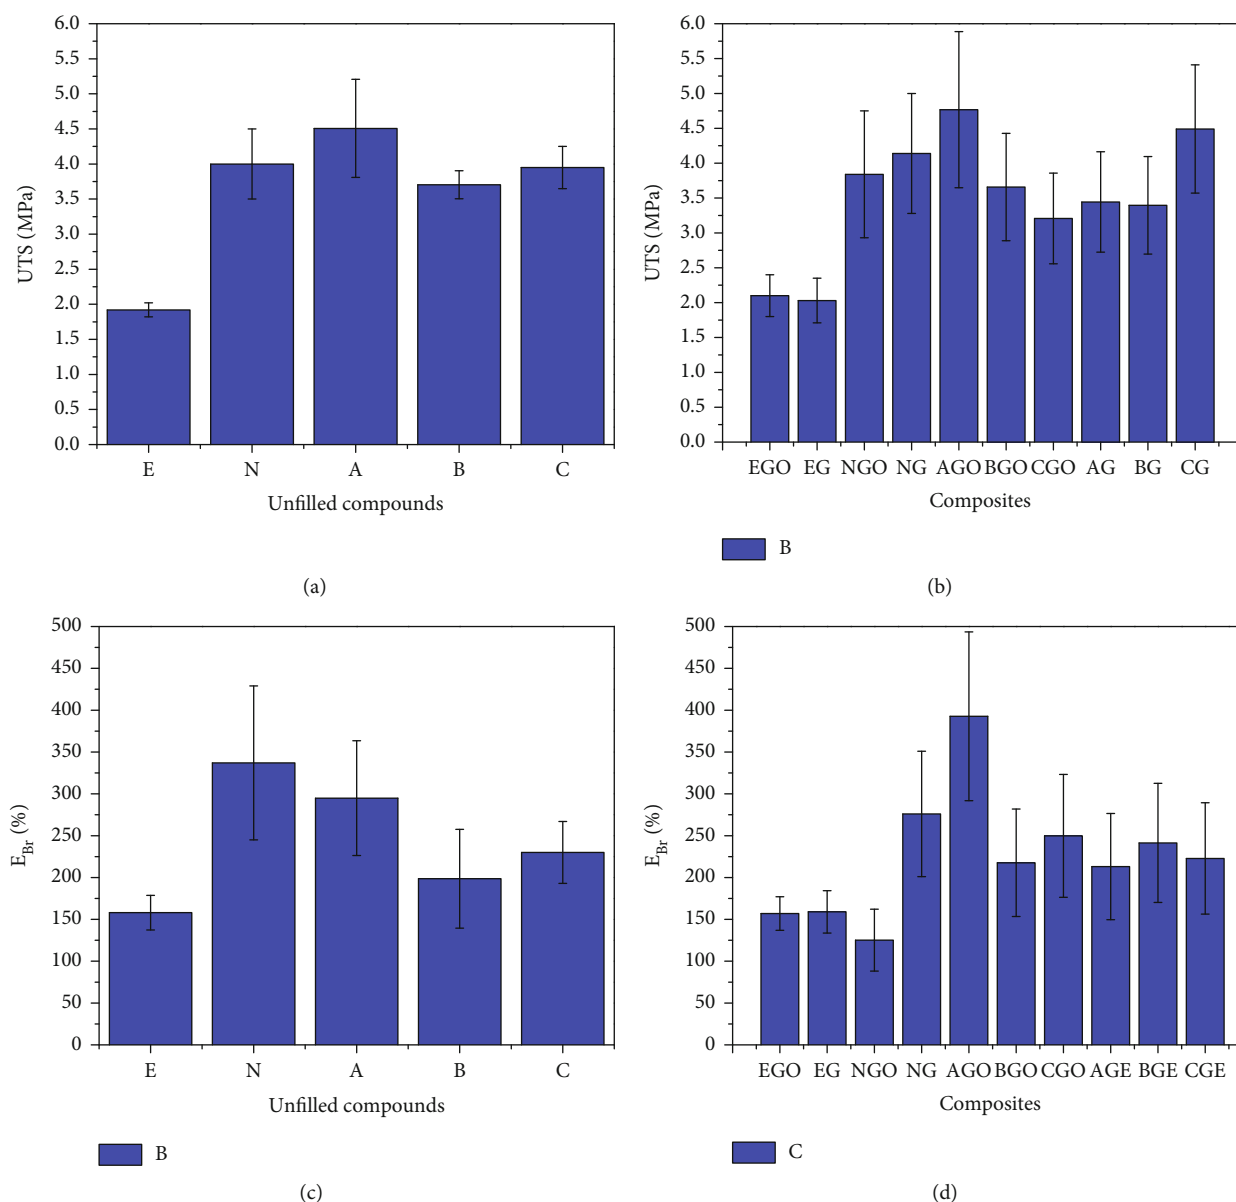 6.0
5.5
5.0
4.5
4.0
3.5
3.0
2.5
2.0
1.5
1.0
0.5
0.0
UTS (MPa)
E N A B C
Unfilled compounds
(a)
6.0
5.5
5.0
4.5
4.0
3.5
3.0
2.5
2.0
1.5
1.0
0.5
0.0
UTS (MPa)
EGO EG NGO NG AGO BGO CGO AG BG CG
Composites
B
(b)
500
450
400
350
300
250
200
150
100
50
0
E_Br (%)
E N A B C
Unfilled compounds
B
(c)
500
450
400
350
300
250
200
150
100
50
0
E_Br (%)
EGO EG NGO NG AGO BGO CGO AGE BGE CGE
Composites
C
(d)